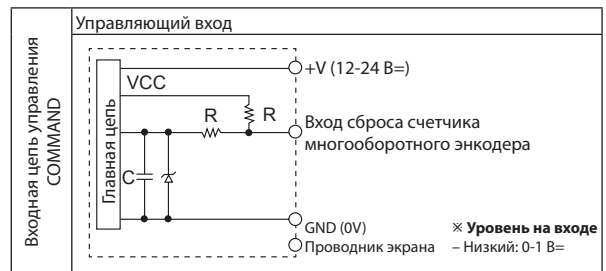 Управляющий вход
Входная цепь управления
COMMAND
Главная цепь
+V (12-24 В=)
VCC
R
R
Вход сброса счетчика
многооборотного энкодера
C
GND (0V)
Проводник экрана
※ Уровень на входе
– Низкий: 0-1 В=